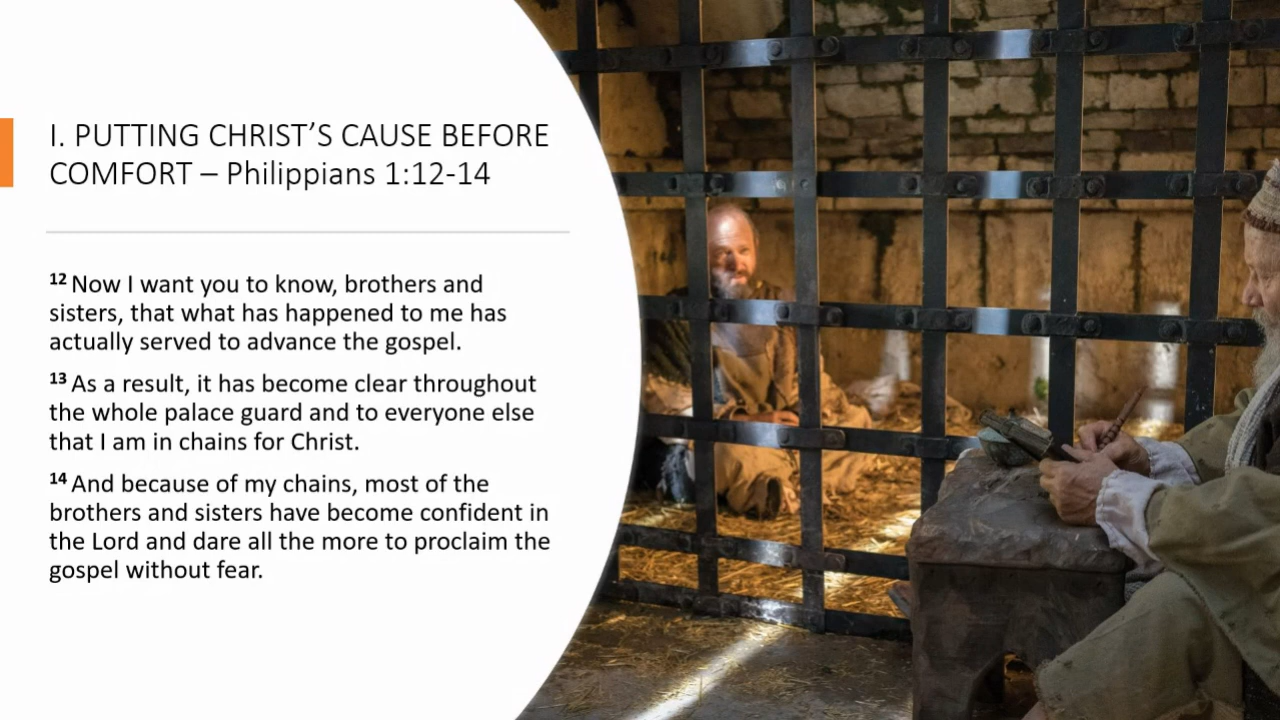 I. PUTTING CHRIST’S CAUSE BEFORE
COMFORT – Philippians 1:12-14
12 Now I want you to know, brothers and
sisters, that what has happened to me has
actually served to advance the gospel.
13 As a result, it has become clear throughout
the whole palace guard and to everyone else
that I am in chains for Christ.
14 And because of my chains, most of the
brothers and sisters have become confident in
the Lord and dare all the more to proclaim the
gospel without fear.